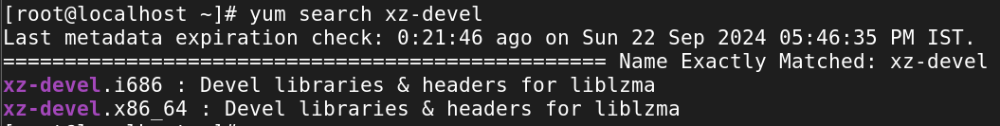 [root@localhost ~]# yum search xz-devel
Last metadata expiration check: 0:21:46 ago on Sun 22 Sep 2024 05:46:35 PM IST.
================================================= Name Exactly Matched: xz-devel
xz-devel.i686 : Devel libraries & headers for liblzma
xz-devel.x86_64 : Devel libraries & headers for liblzma